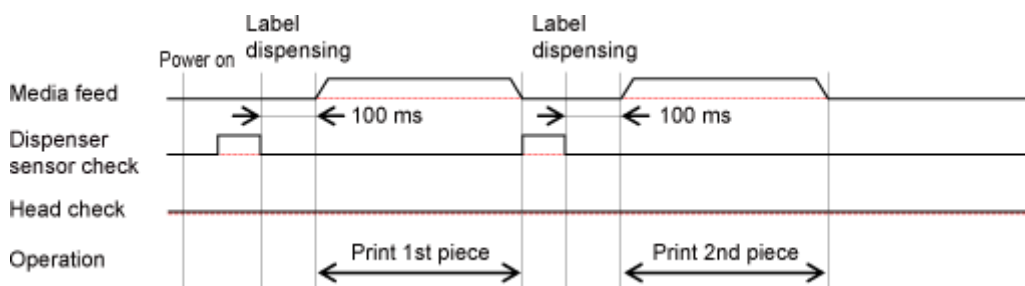 Label
dispensing
Label
dispensing
Power on
Media feed
100 ms
100 ms
Dispenser
sensor check
Head check
Operation
Print 1st piece
Print 2nd piece